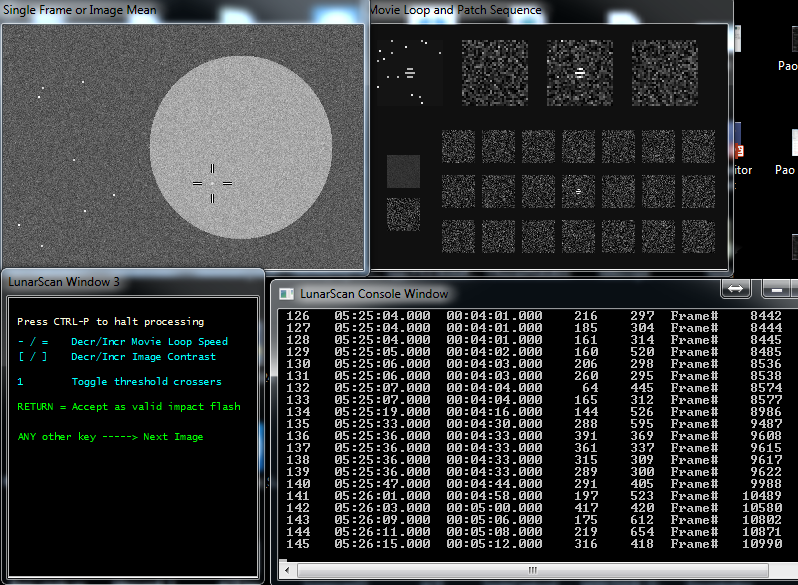 Single Frame or Image Mean
Movie Loop and Patch Sequence
Pao
itor
Pao
LunarScan Window 3
Press CTRL-P to halt processing
- / = Decr/Incr Movie Loop Speed
[ / ] Decr/Incr Image Contrast
1 Toggle threshold crossers
RETURN = Accept as valid impact flash
ANY other key -----> Next Image
LunarScan Console Window
126 05:25:04.000 00:04:01.000 216 297 Frame# 8442
127 05:25:04.000 00:04:01.000 185 304 Frame# 8444
128 05:25:04.000 00:04:01.000 161 314 Frame# 8445
129 05:25:05.000 00:04:02.000 160 520 Frame# 8485
130 05:25:06.000 00:04:03.000 206 298 Frame# 8536
131 05:25:06.000 00:04:03.000 260 295 Frame# 8538
132 05:25:07.000 00:04:04.000 64 445 Frame# 8574
133 05:25:07.000 00:04:04.000 165 312 Frame# 8577
134 05:25:19.000 00:04:16.000 144 526 Frame# 8986
135 05:25:33.000 00:04:30.000 288 595 Frame# 9487
136 05:25:36.000 00:04:33.000 391 369 Frame# 9608
137 05:25:36.000 00:04:33.000 361 337 Frame# 9615
138 05:25:36.000 00:04:33.000 315 309 Frame# 9617
139 05:25:36.000 00:04:33.000 289 300 Frame# 9622
140 05:25:47.000 00:04:44.000 291 405 Frame# 9988
141 05:26:01.000 00:04:58.000 197 523 Frame# 10489
142 05:26:03.000 00:05:00.000 417 420 Frame# 10580
143 05:26:09.000 00:05:06.000 175 612 Frame# 10802
144 05:26:11.000 00:05:08.000 219 654 Frame# 10871
145 05:26:15.000 00:05:12.000 316 418 Frame# 10990